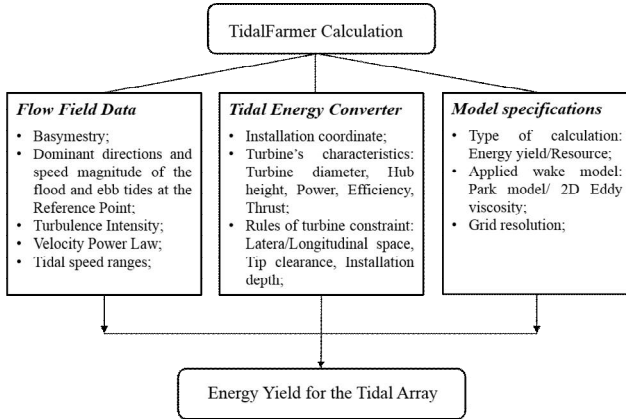 TidalFarmer Calculation
Flow Field Data
• Basymestry;
• Dominant directions and
speed magnitude of the
flood and ebb tides at the
Reference Point;
• Turbulence Intensity;
• Velocity Power Law;
• Tidal speed ranges;
Tidal Energy Converter
• Installation coordinate;
• Turbine's characteristics:
Turbine diameter, Hub
height, Power, Efficiency,
Thrust;
• Rules of turbine constraint:
Latera/Longitudinal space,
Tip clearance, Installation
depth;
Model specifications
• Type of calculation:
Energy yield/Resource;
• Applied wake model:
Park model/ 2D Eddy
viscosity;
• Grid resolution;
Energy Yield for the Tidal Array